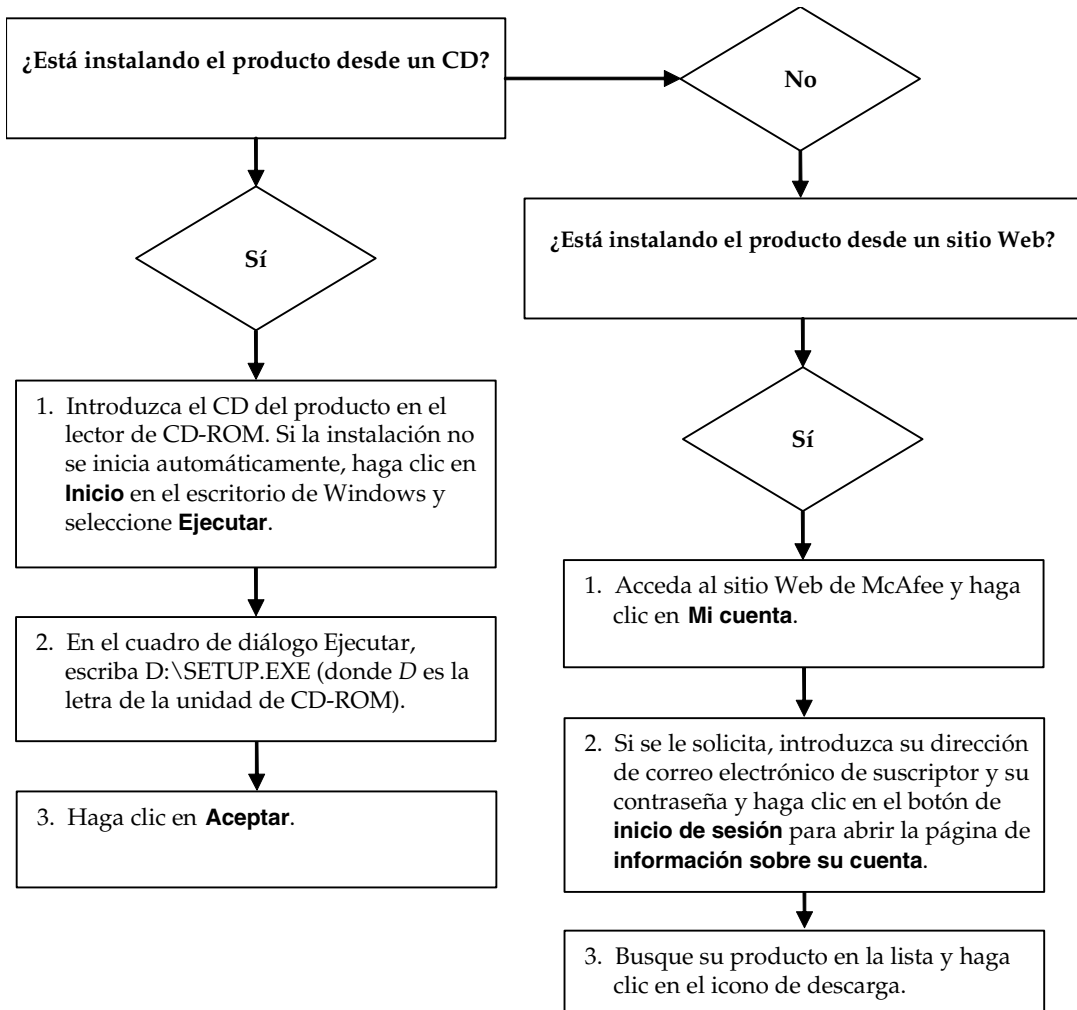 ¿Está instalando el producto desde un CD?
No
Sí
¿Está instalando el producto desde un sitio Web?
Sí
1. Introduzca el CD del producto en el
lector de CD-ROM. Si la instalación no
se inicia automáticamente, haga clic en
Inicio en el escritorio de Windows y
seleccione Ejecutar.
2. En el cuadro de diálogo Ejecutar,
escriba D:\SETUP.EXE (donde D es la
letra de la unidad de CD-ROM).
3. Haga clic en Aceptar.
1. Acceda al sitio Web de McAfee y haga
clic en Mi cuenta.
2. Si se le solicita, introduzca su dirección
de correo electrónico de suscriptor y su
contraseña y haga clic en el botón de
inicio de sesión para abrir la página de
información sobre su cuenta.
3. Busque su producto en la lista y haga
clic en el icono de descarga.